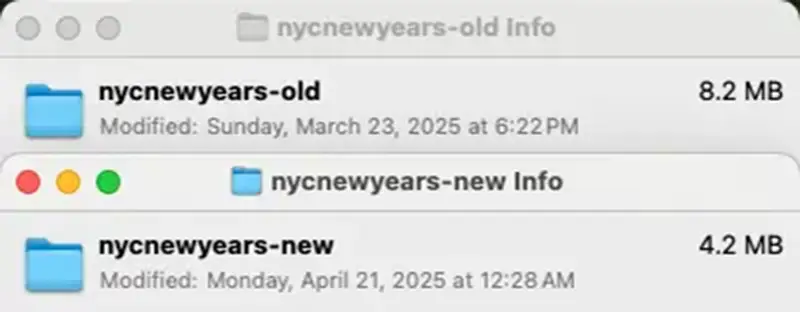 nycnewyears-old Info
nycnewyears-old 8.2 MB
Modified: Sunday, March 23, 2025 at 6:22 PM
nycnewyears-new Info
nycnewyears-new 4.2 MB
Modified: Monday, April 21, 2025 at 12:28 AM